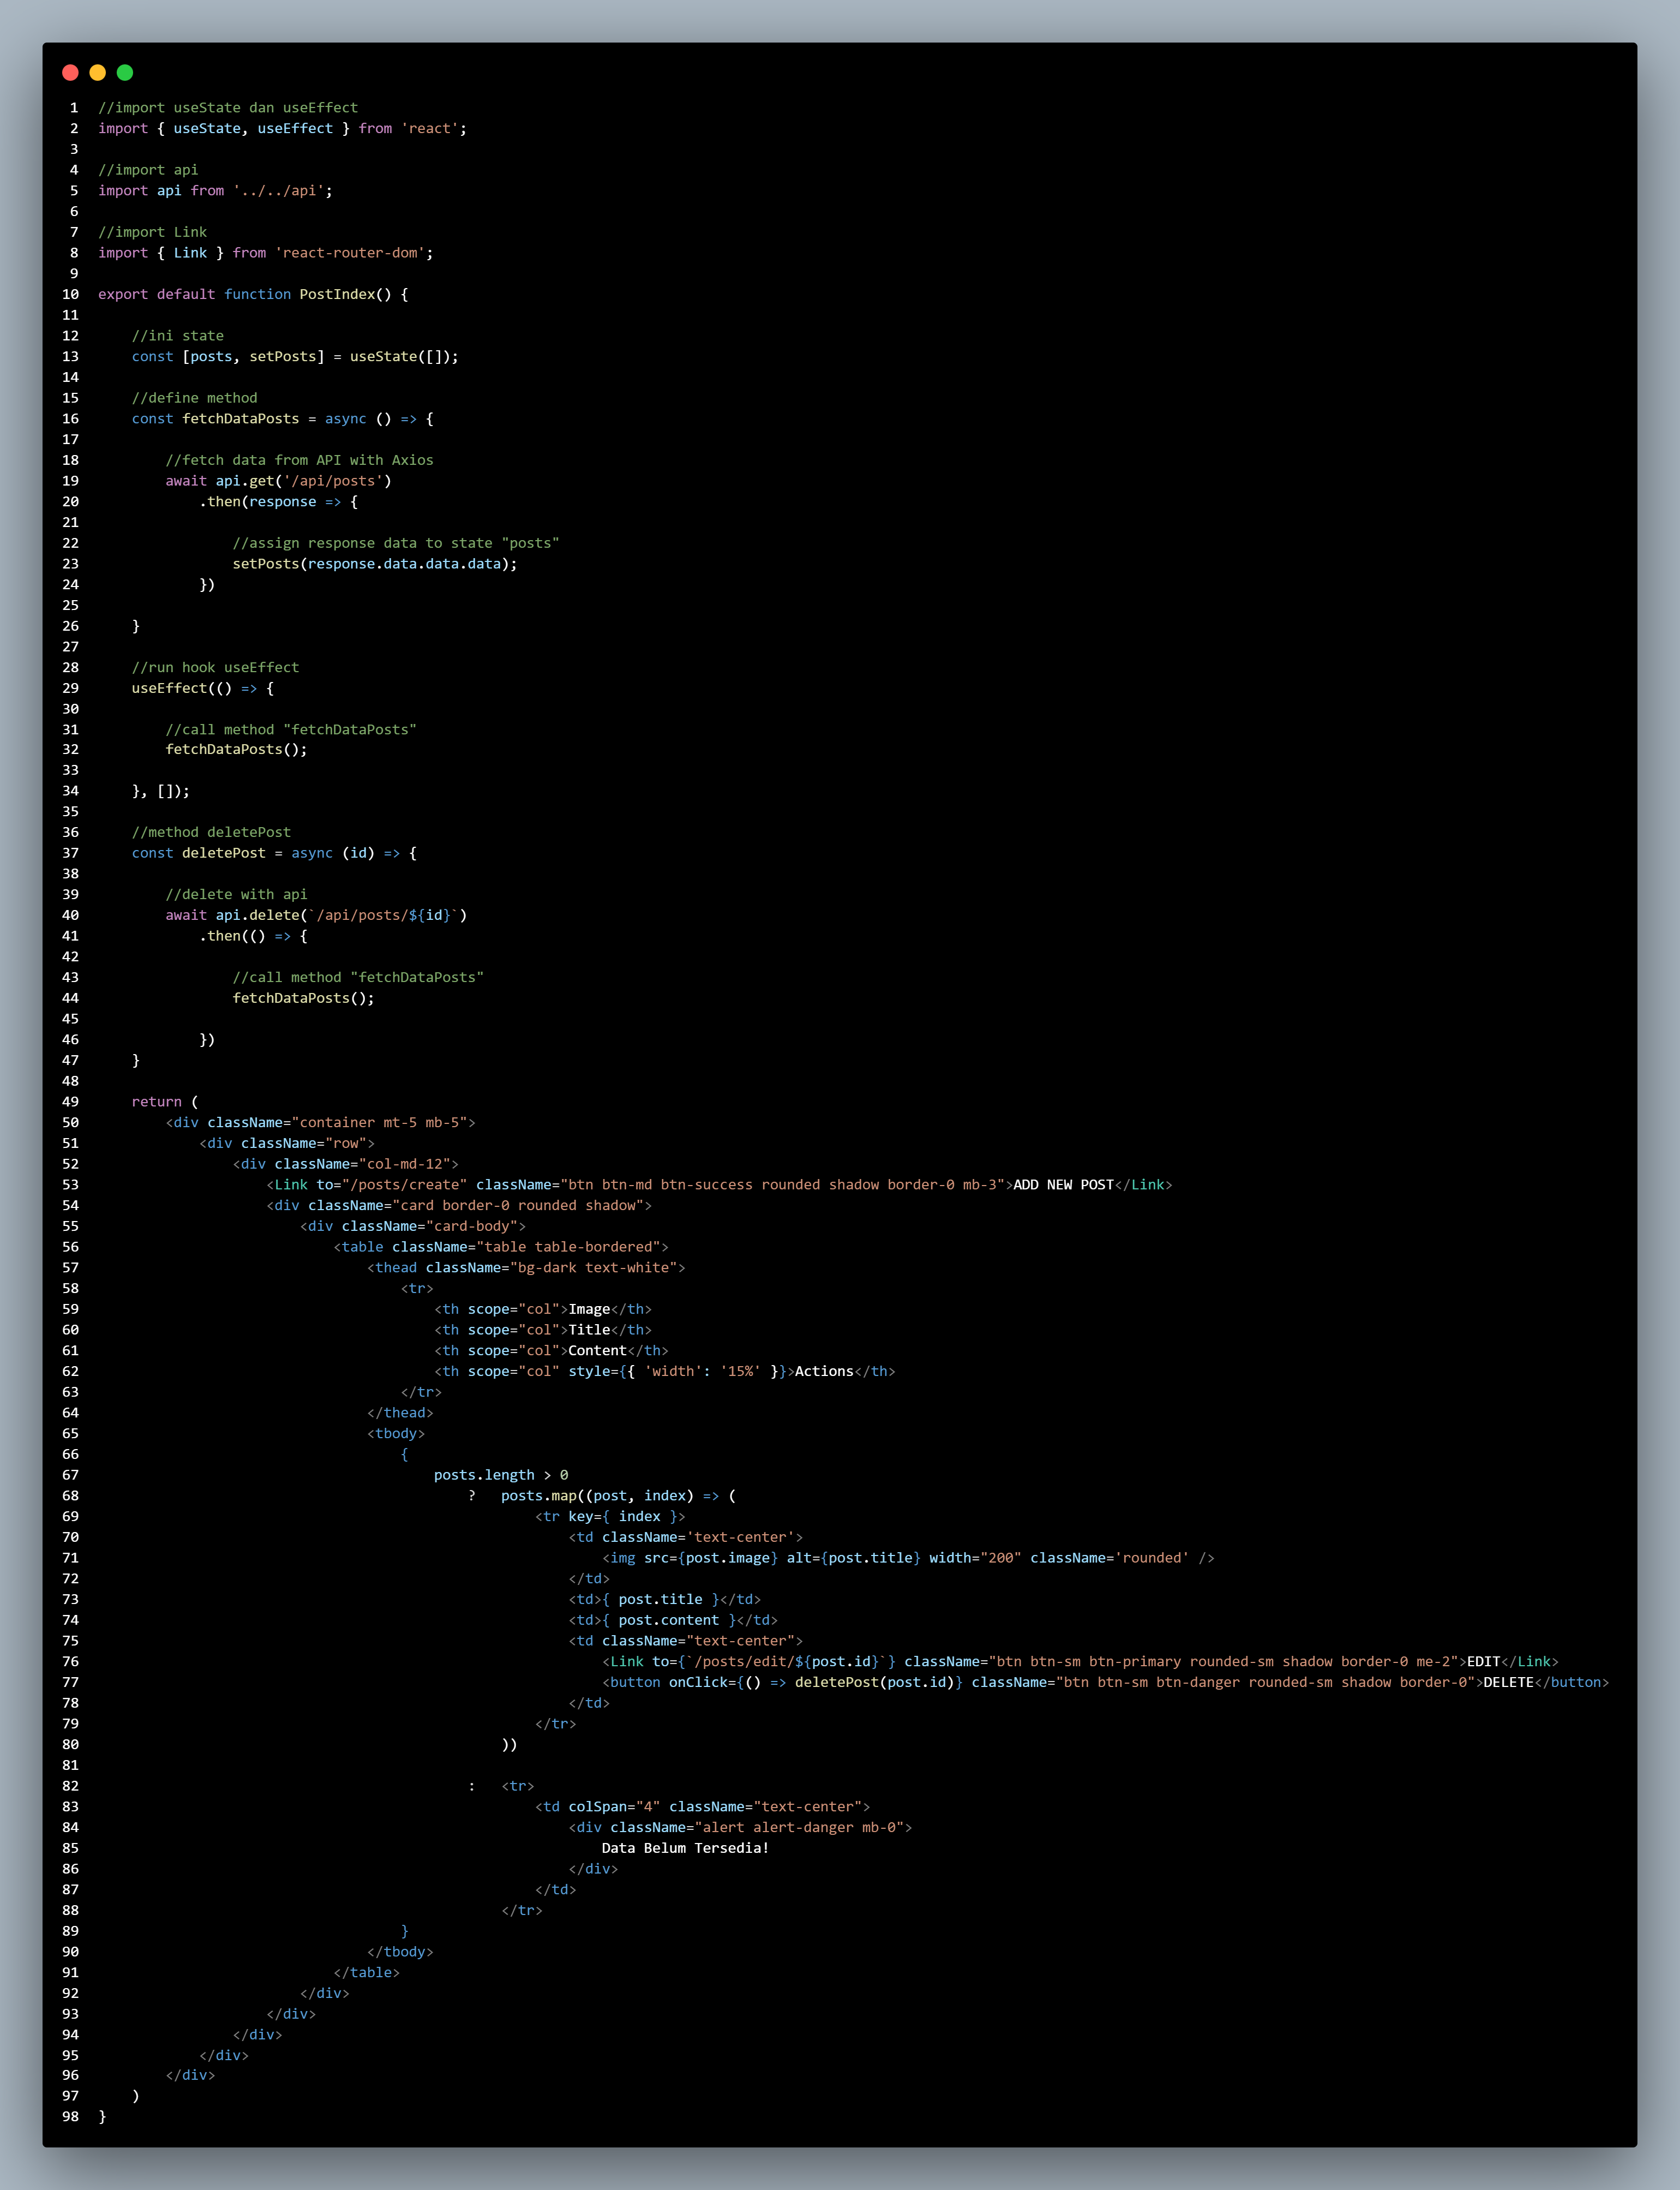 1 //import useState dan useEffect
2 import { useState, useEffect } from 'react';
3
4 //import api
5 import api from '../../api';
6
7 //import Link
8 import { Link } from 'react-router-dom';
9
10 export default function PostIndex() {
11
12     //ini state
13     const [posts, setPosts] = useState([]);
14
15     //define method
16     const fetchDataPosts = async () => {
17
18         //fetch data from API with Axios
19         await api.get('/api/posts')
20             .then(response => {
21
22                 //assign response data to state "posts"
23                 setPosts(response.data.data.data);
24             })
25
26     }
27
28     //run hook useEffect
29     useEffect(() => {
30
31         //call method "fetchDataPosts"
32         fetchDataPosts();
33
34     }, []);
35
36     //method deletePost
37     const deletePost = async (id) => {
38
39         //delete with api
40         await api.delete(`/api/posts/${id}`)
41             .then(() => {
42
43                 //call method "fetchDataPosts"
44                 fetchDataPosts();
45
46             })
47     }
48
49     return (
50         <div className="container mt-5 mb-5">
51             <div className="row">
52                 <div className="col-md-12">
53                     <Link to="/posts/create" className="btn btn-md btn-success rounded shadow border-0 mb-3">ADD NEW POST</Link>
54                     <div className="card border-0 rounded shadow">
55                         <div className="card-body">
56                             <table className="table table-bordered">
57                                 <thead className="bg-dark text-white">
58                                     <tr>
59                                         <th scope="col">Image</th>
60                                         <th scope="col">Title</th>
61                                         <th scope="col">Content</th>
62                                         <th scope="col" style={{ 'width': '15%' }}>Actions</th>
63                                     </tr>
64                                 </thead>
65                                 <tbody>
66                                     {
67                                         posts.length > 0
68                                             ?   posts.map((post, index) => (
69                                                     <tr key={ index }>
70                                                         <td className='text-center'>
71                                                             <img src={post.image} alt={post.title} width="200" className='rounded' />
72                                                         </td>
73                                                         <td>{ post.title }</td>
74                                                         <td>{ post.content }</td>
75                                                         <td className="text-center">
76                                                             <Link to={`/posts/edit/${post.id}`} className="btn btn-sm btn-primary rounded-sm shadow border-0 me-2">EDIT</Link>
77                                                             <button onClick={() => deletePost(post.id)} className="btn btn-sm btn-danger rounded-sm shadow border-0">DELETE</button>
78                                                         </td>
79                                                     </tr>
80                                                 ))
81
82                                             :   <tr>
83                                                     <td colSpan="4" className="text-center">
84                                                         <div className="alert alert-danger mb-0">
85                                                             Data Belum Tersedia!
86                                                         </div>
87                                                     </td>
88                                                 </tr>
89                                     }
90                                 </tbody>
91                             </table>
92                         </div>
93                     </div>
94                 </div>
95             </div>
96         </div>
97     )
98 }